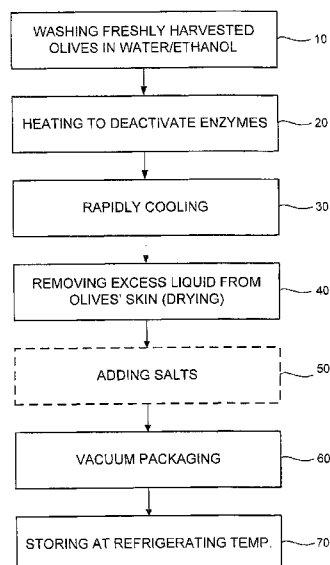 WASHING FRESHLY HARVESTED
OLIVES IN WATER/ETHANOL
10
HEATING TO DEACTIVATE ENZYMES
20
RAPIDLY COOLING
30
REMOVING EXCESS LIQUID FROM
OLIVES' SKIN (DRYING)
40
ADDING SALTS
50
VACUUM PACKAGING
60
STORING AT REFRIGERATING TEMP.
70